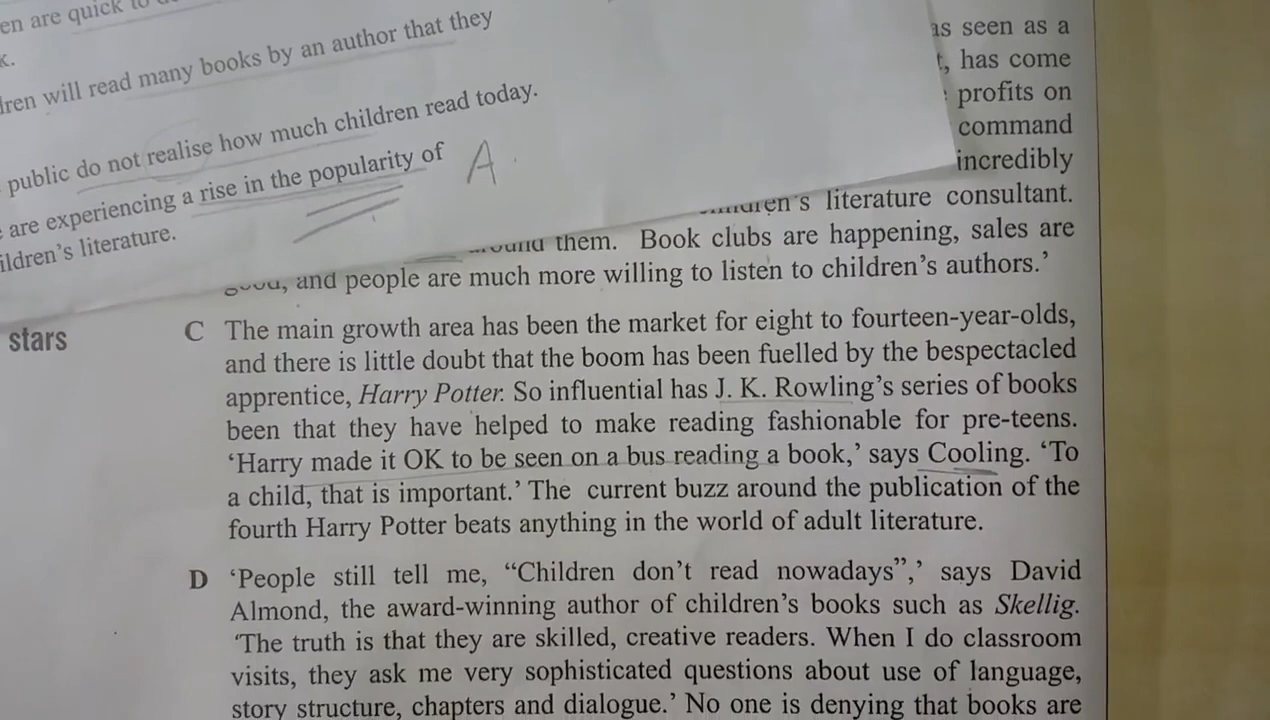 are quick
k.
will read many books by an author that they
public do not realise how much children read today.
are experiencing a rise in the popularity of A
children's literature.
as seen as a
has come
profits on
command
incredibly
literature consultant.
them. Book clubs are happening, sales are
and people are much more willing to listen to children's authors.'
stars
C The main growth area has been the market for eight to fourteen-year-olds,
and there is little doubt that the boom has been fuelled by the bespectacled
apprentice, Harry Potter. So influential has J. K. Rowling's series of books
been that they have helped to make reading fashionable for pre-teens.
'Harry made it OK to be seen on a bus reading a book,' says Cooling. 'To
a child, that is important.' The current buzz around the publication of the
fourth Harry Potter beats anything in the world of adult literature.
D 'People still tell me, "Children don't read nowadays",' says David
Almond, the award-winning author of children's books such as Skellig.
'The truth is that they are skilled, creative readers. When I do classroom
visits, they ask me very sophisticated questions about use of language,
story structure, chapters and dialogue.' No one is denying that books are